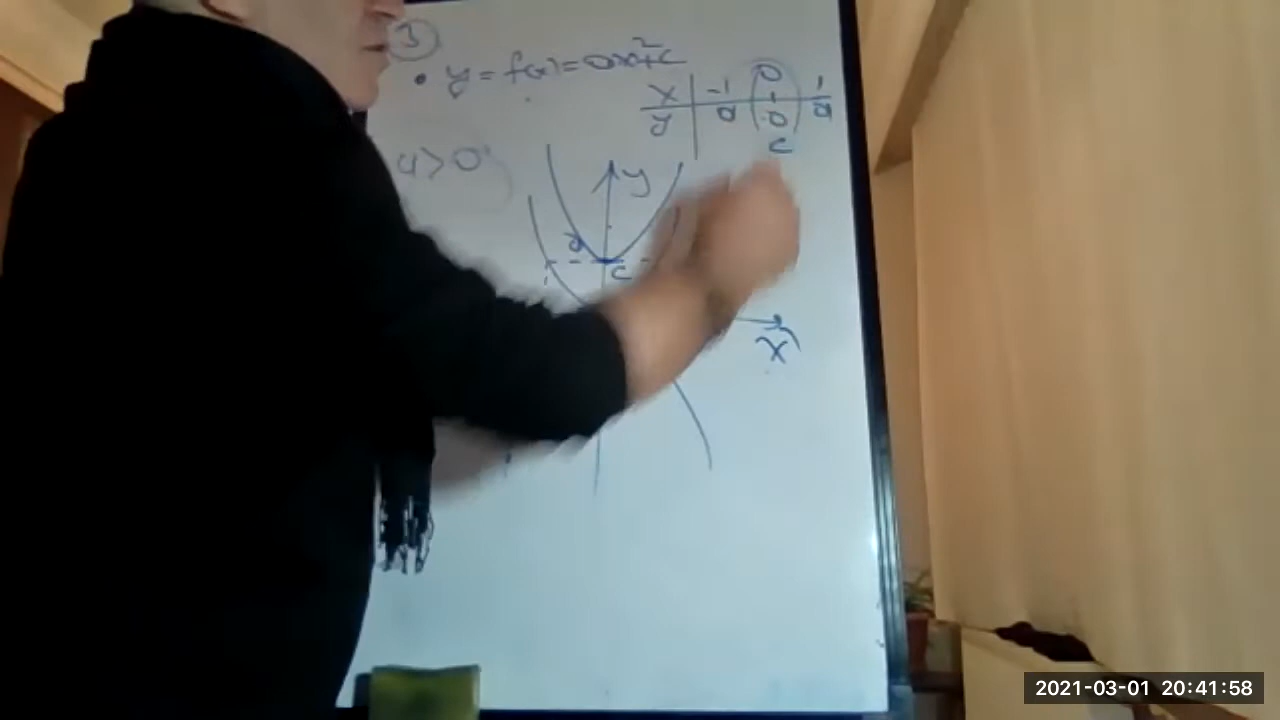 3
• y = f(x) = ax²+c
x -1 0 1
y a 0 a
c
a>0
y
a
c
x
2021-03-01 20:41:58